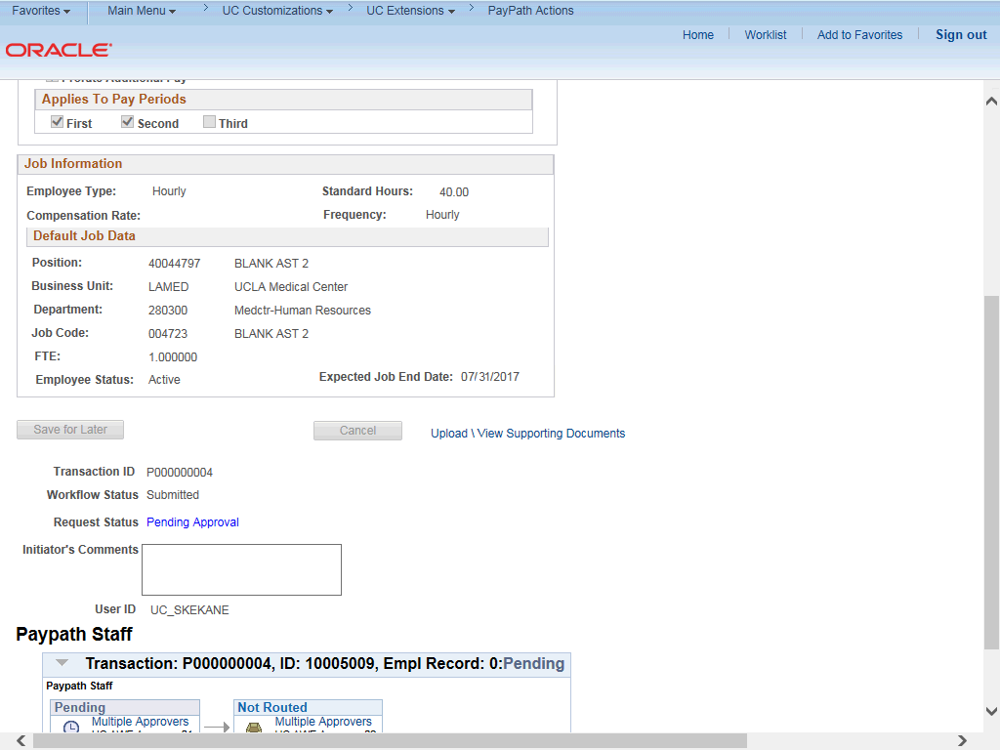 Favorites Main Menu UC Customizations UC Extensions PayPath Actions
Home Worklist Add to Favorites Sign out
ORACLE
Prorate Additional Pay
Applies To Pay Periods
First Second Third
Job Information
Employee Type: Hourly Standard Hours: 40.00
Compensation Rate: Frequency: Hourly
Default Job Data
Position: 40044797 BLANK AST 2
Business Unit: LAMED UCLA Medical Center
Department: 280300 Medctr-Human Resources
Job Code: 004723 BLANK AST 2
FTE: 1.000000
Employee Status: Active Expected Job End Date: 07/31/2017
Save for Later Cancel Upload \ View Supporting Documents
Transaction ID P000000004
Workflow Status Submitted
Request Status Pending Approval
Initiator's Comments
User ID UC_SKEKANE
Paypath Staff
Transaction: P000000004, ID: 10005009, Empl Record: 0:Pending
Paypath Staff
Pending Not Routed
Multiple Approvers Multiple Approvers